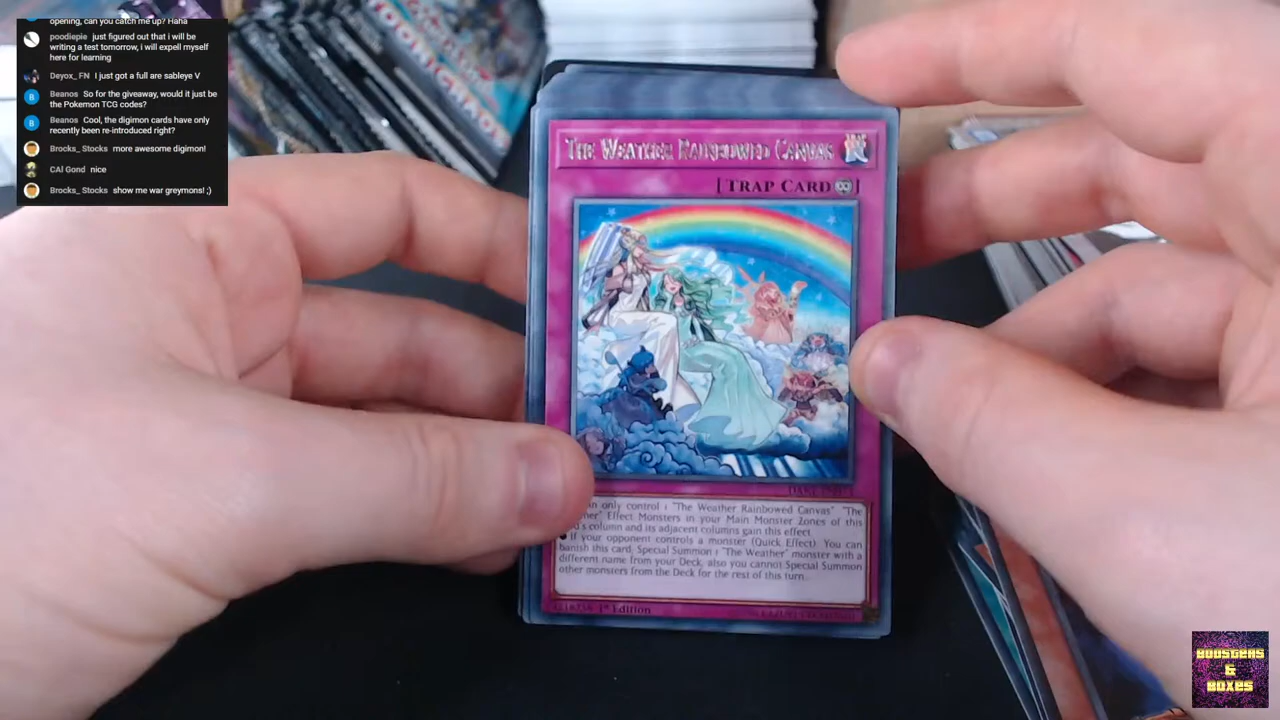 opening, can you catch me up? Haha
poodiepie just figured out that i will be
writing a test tomorrow, i will expell myself
here for learning
Deyox_ FN I just got a full are sableye V
Beanos So for the giveaway, would it just be
the Pokemon TCG codes?
Beanos Cool, the digimon cards have only
recently been re-introduced right?
Brocks_ Stocks more awesome digimon!
CAl Gond nice
Brocks_ Stocks show me war greymons! ;)
THE WEATHER RAINBOWED CANVAS
[TRAP CARD]
only control 1 "The Weather Rainbowed Canvas" "The
Effect Monsters in your Main Monster Zones of this
column and its adjacent columns gain this effect
● If your opponent controls a monster (Quick Effect) You can
banish this card, Special Summon 1 "The Weather" monster with a
different name from your Deck, also you cannot Special Summon
other monsters from the Deck for the rest of this turn.
1st Edition
BOOSTERS
&
BOXES